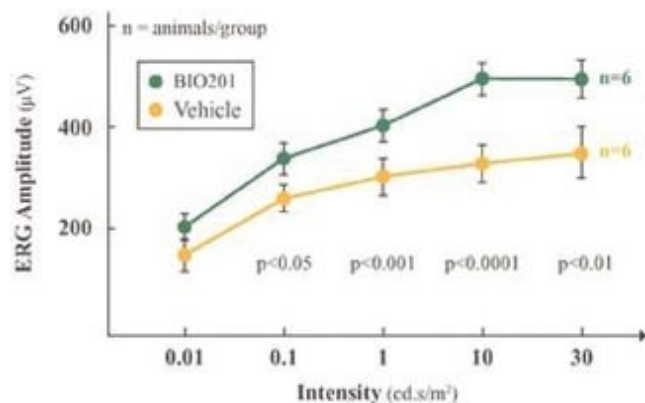 600
n = animals/group
BIO201
Vehicle
n=6
400
n=6
ERG Amplitude (µV)
200
p<0.05 p<0.001 p<0.0001 p<0.01
0.01 0.1 1 10 30
Intensity (cd.s/m²)